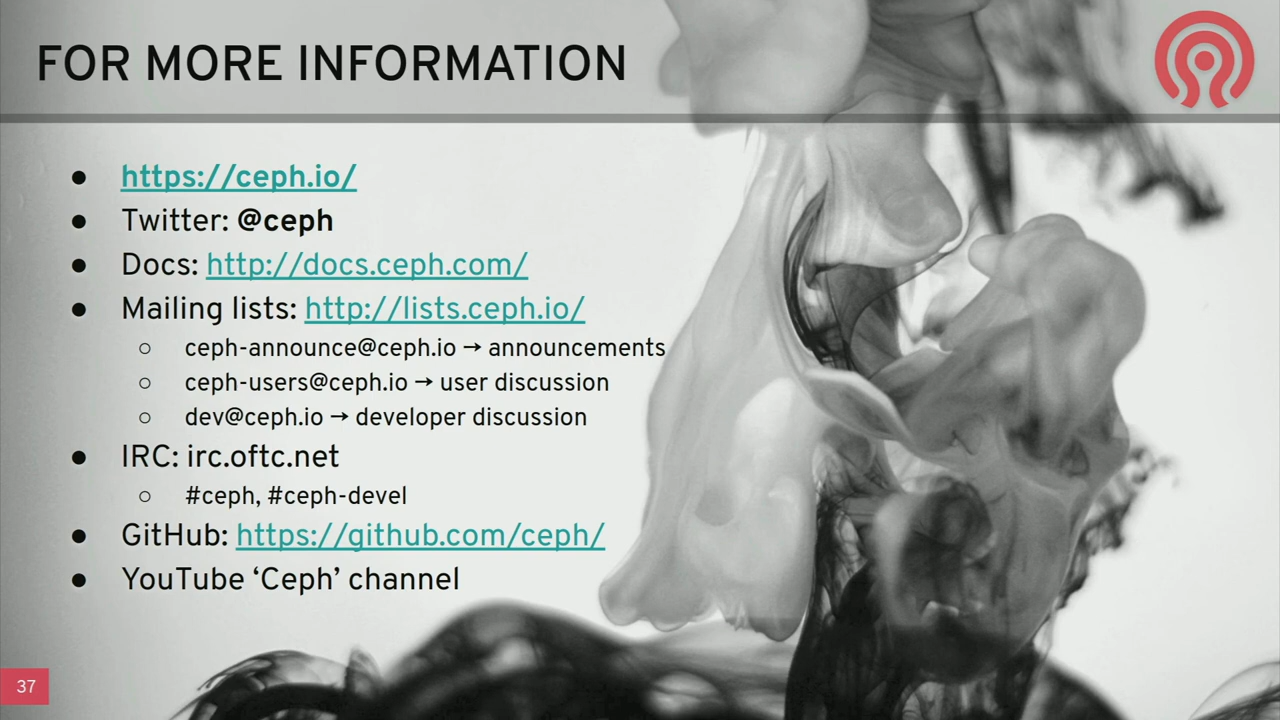 FOR MORE INFORMATION
● https://ceph.io/
● Twitter: @ceph
● Docs: http://docs.ceph.com/
● Mailing lists: http://lists.ceph.io/
○ ceph-announce@ceph.io → announcements
○ ceph-users@ceph.io → user discussion
○ dev@ceph.io → developer discussion
● IRC: irc.oftc.net
○ #ceph, #ceph-devel
● GitHub: https://github.com/ceph/
● YouTube ‘Ceph’ channel
37